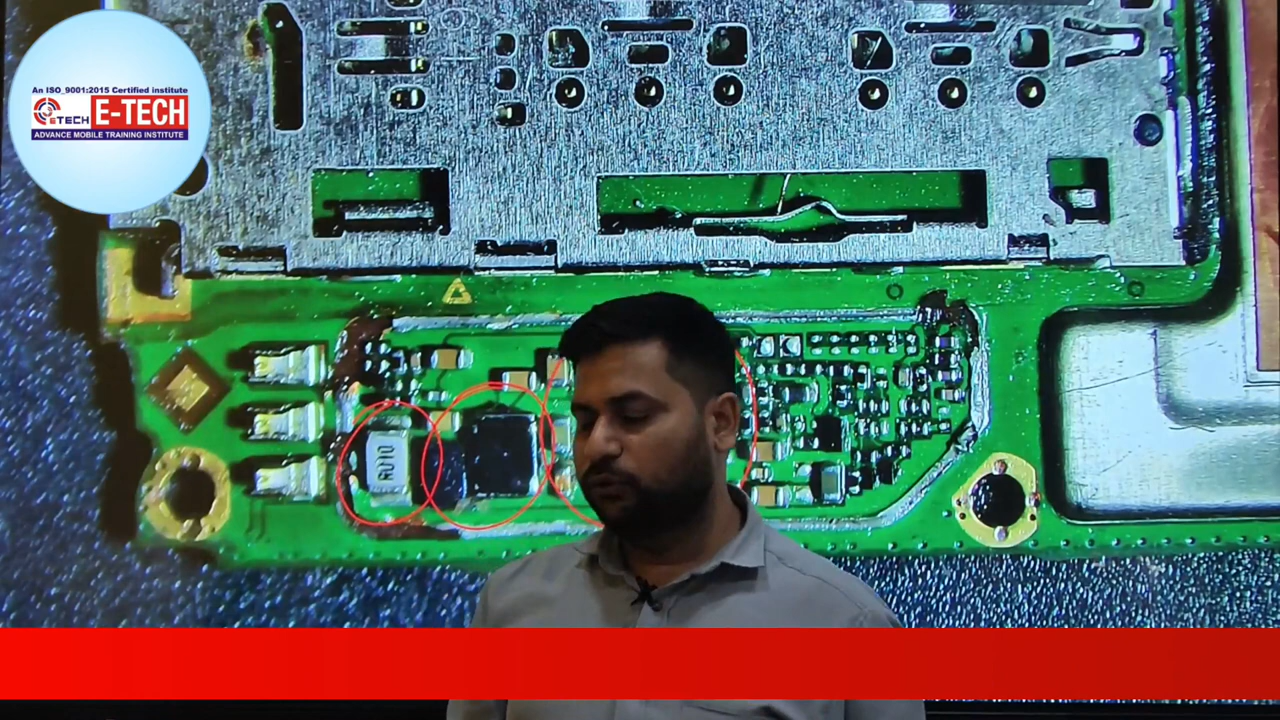 An ISO_9001:2015 Certified institute
ETECH E-TECH
ADVANCE MOBILE TRAINING INSTITUTE
R010